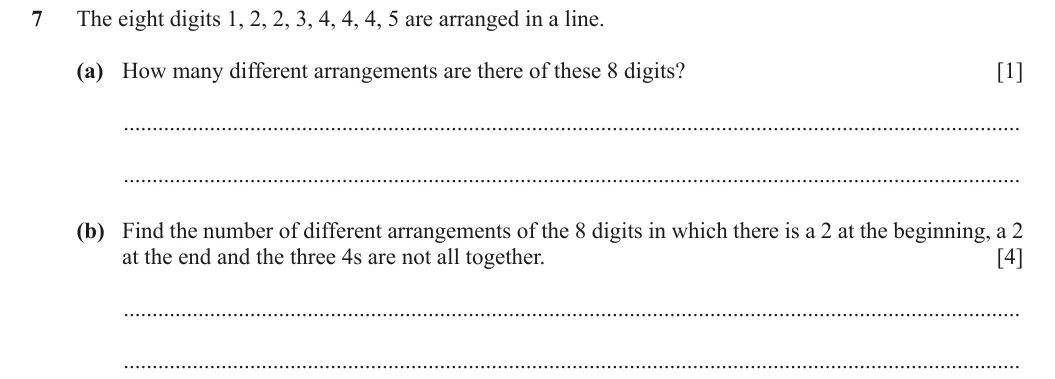 7 The eight digits 1, 2, 2, 3, 4, 4, 4, 5 are arranged in a line.
(a) How many different arrangements are there of these 8 digits? [1]
(b) Find the number of different arrangements of the 8 digits in which there is a 2 at the beginning, a 2
at the end and the three 4s are not all together. [4]